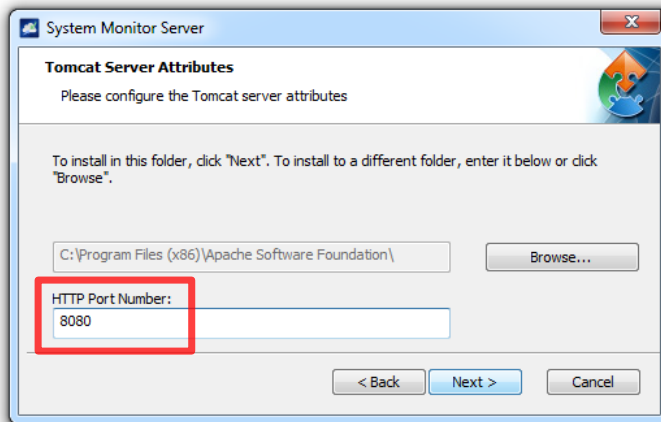 System Monitor Server
Tomcat Server Attributes
Please configure the Tomcat server attributes
To install in this folder, click "Next". To install to a different folder, enter it below or click
"Browse".
C:\Program Files (x86)\Apache Software Foundation\
Browse...
HTTP Port Number:
8080
< Back
Next >
Cancel